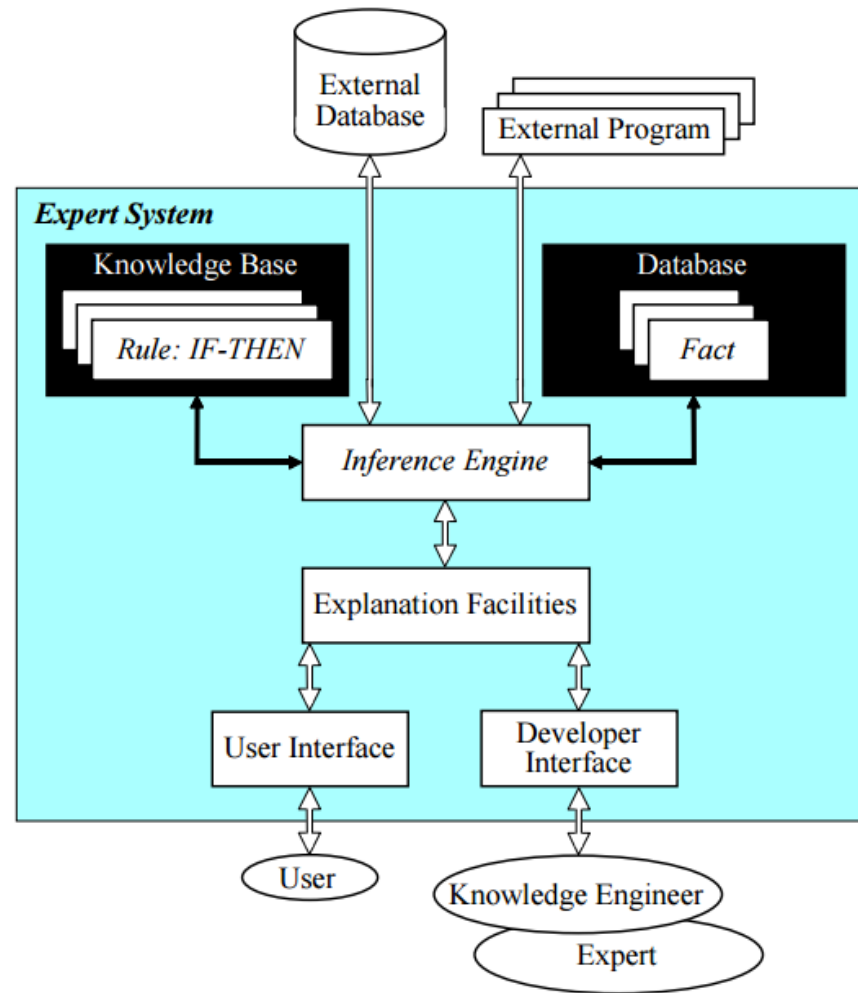 External
Database
External Program
Expert System
Knowledge Base
Rule: IF-THEN
Database
Fact
Inference Engine
Explanation Facilities
User Interface
Developer
Interface
User
Knowledge Engineer
Expert